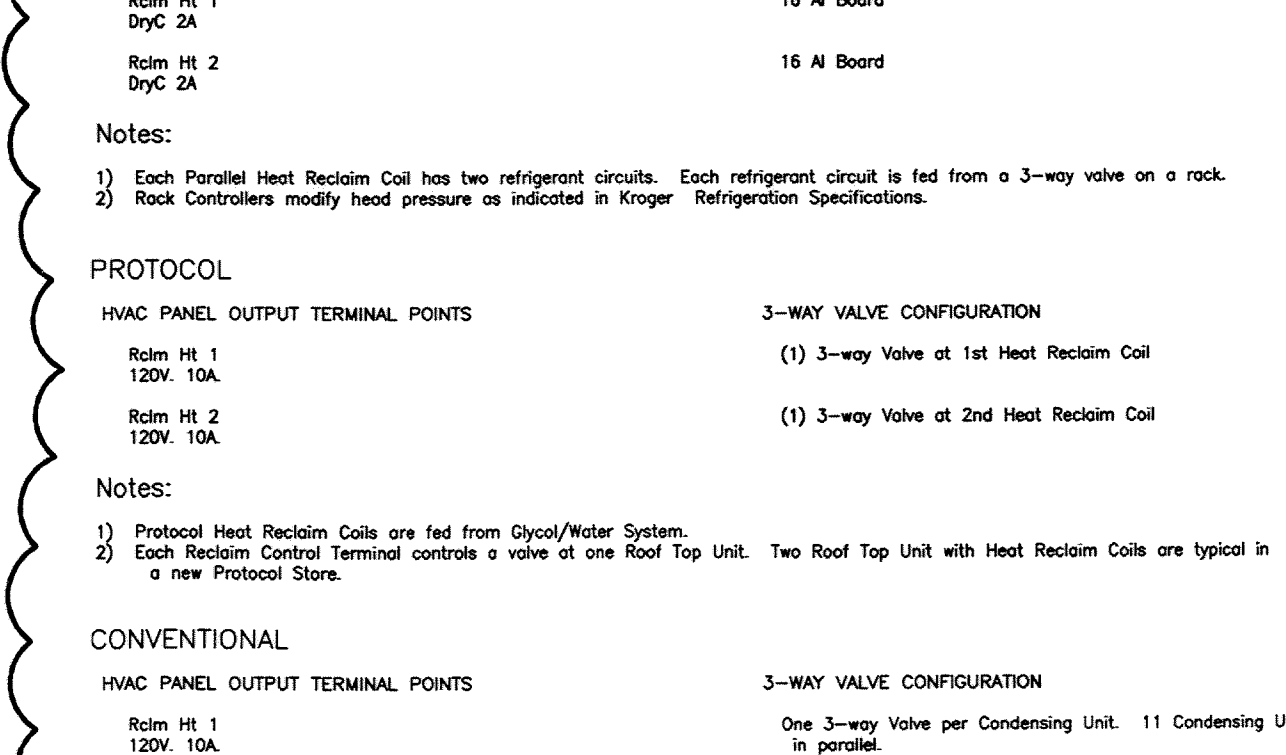 Rclm Ht 1 16 AI Board
DryC 2A
Rclm Ht 2 16 AI Board
DryC 2A
Notes:
1) Each Parallel Heat Reclaim Coil has two refrigerant circuits. Each refrigerant circuit is fed from a 3-way valve on a rack.
2) Rack Controllers modify head pressure as indicated in Kroger Refrigeration Specifications.
PROTOCOL
HVAC PANEL OUTPUT TERMINAL POINTS 3-WAY VALVE CONFIGURATION
Rclm Ht 1 (1) 3-way Valve at 1st Heat Reclaim Coil
120V. 10A.
Rclm Ht 2 (1) 3-way Valve at 2nd Heat Reclaim Coil
120V. 10A.
Notes:
1) Protocol Heat Reclaim Coils are fed from Glycol/Water System.
2) Each Reclaim Control Terminal controls a valve at one Roof Top Unit. Two Roof Top Unit with Heat Reclaim Coils are typical in
a new Protocol Store.
CONVENTIONAL
HVAC PANEL OUTPUT TERMINAL POINTS 3-WAY VALVE CONFIGURATION
Rclm Ht 1 One 3-way Valve per Condensing Unit. 11 Condensing U
120V. 10A. in parallel.